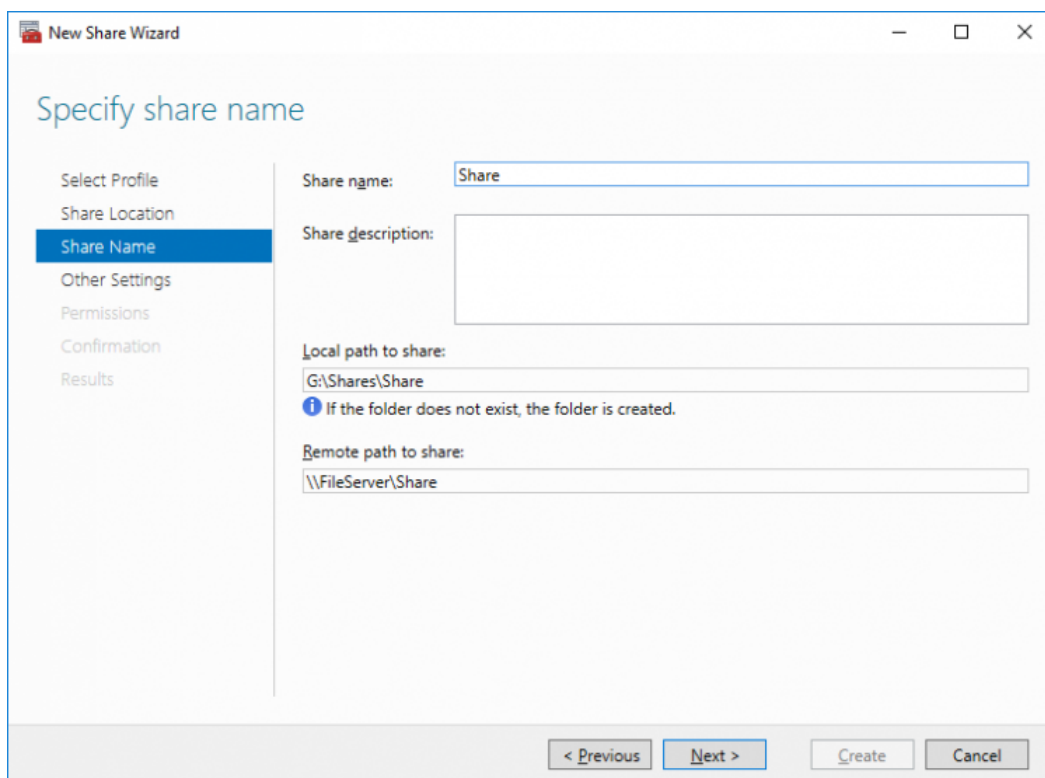 New Share Wizard
Specify share name
Select Profile
Share Location
Share Name
Other Settings
Permissions
Confirmation
Results
Share name:
Share
Share description:
Local path to share:
G:\Shares\Share
If the folder does not exist, the folder is created.
Remote path to share:
\\FileServer\Share
< Previous
Next >
Create
Cancel